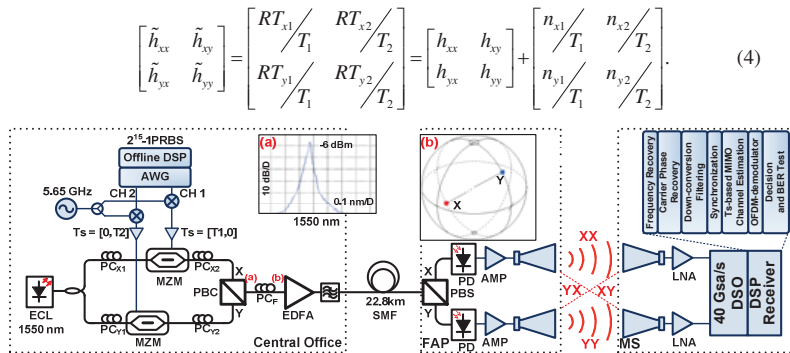 [h̃xx h̃xy; h̃yx h̃yy] = [RTx1/T1 RTx2/T2; RTy1/T1 RTy2/T2] = [hxx hxy; hyx hyy] + [nx1/T1 nx2/T2; ny1/T1 ny2/T2]. (4)
2^15-1PRBS
Offline DSP
AWG
5.65 GHz
CH 2
CH 1
Ts = [0,T2]
Ts = [T1,0]
PCX1
MZM
PCX2
ECL
1550 nm
PCY1
MZM
PCY2
X
Y
PBC
(a)
PCF
(b)
EDFA
Central Office
(a)
-6 dBm
10 dB/D
0.1 nm/D
1550 nm
22.8km
SMF
(b)
X
Y
X
Y
PBS
PD
AMP
PD
AMP
FAP
XX
YX
XY
YY
MS
LNA
LNA
40 Gsa/s
DSO
DSP
Receiver
Frequency Recovery
Carrier Phase
Recovery
Down-conversion
Filtering
Synchronization
Ts-based MIMO
Channel Estimation
OFDM-demodulator
Decision
and BER Test